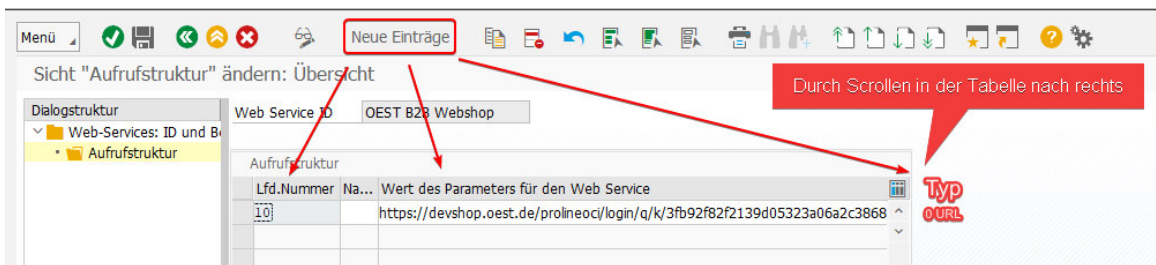 Menü
Neue Einträge
Sicht "Aufrufstruktur" ändern: Übersicht
Durch Scrollen in der Tabelle nach rechts
Dialogstruktur
Web Service ID OEST B2B Webshop
Web-Services: ID und Be
Aufrufstruktur
Aufrufstruktur
Lfd.Nummer Na... Wert des Parameters für den Web Service
Typ
10 https://devshop.oest.de/prolineoci/login/q/k/3fb92f82f2139d05323a06a2c3868
0 URL